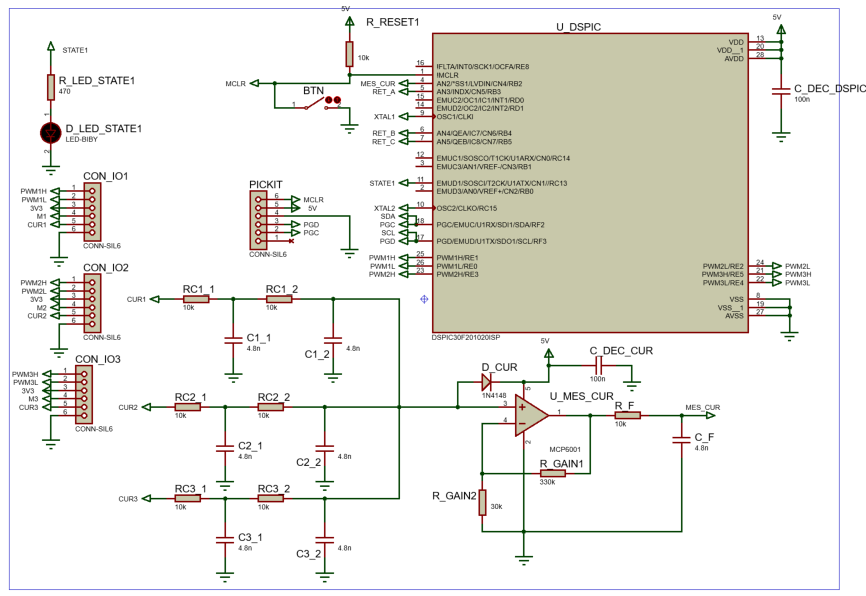 5V
R_RESET1
10k
MCLR
BTN
1
2
STATE1
R_LED_STATE1
470
1
D_LED_STATE1
LED-BIBY
2
U_DSPIC
16 IFLTA/INT0/SCK1/OCFA/RE8
1 !MCLR
MES_CUR 4 AN2/*SS1/LVDIN/CN4/RB2
RET_A 5 AN3/INDX/CN5/RB3
15 EMUC2/OC1/IC1/INT1/RD0
14 EMUD2/OC2/IC2/INT2/RD1
XTAL1 9 OSC1/CLKI
RET_B 6 AN4/QEA/IC7/CN6/RB4
RET_C 7 AN5/QEB/IC8/CN7/RB5
12 EMUC1/SOSCO/T1CK/U1ARX/CN0/RC14
3 EMUC3/AN1/VREF-/CN3/RB1
STATE1 11 EMUD1/SOSCI/T2CK/U1ATX/CN1//RC13
2 EMUD3/AN0/VREF+/CN2/RB0
XTAL2 10 OSC2/CLKO/RC15
SDA
PGC 18 PGC/EMUC/U1RX/SDI1/SDA/RF2
SCL
PGD 17 PGD/EMUD/U1TX/SDO1/SCL/RF3
PWM1H 25 PWM1H/RE1
PWM1L 26 PWM1L/RE0
PWM2H 23 PWM2H/RE3
DSPIC30F201020ISP
5V
VDD 13
VDD__1 20
AVDD 28
C_DEC_DSPIC
100n
PWM2L/RE2 24 PWM2L
PWM3H/RE5 21 PWM3H
PWM3L/RE4 22 PWM3L
VSS 8
VSS__1 19
AVSS 27
CON_IO1
PWM1H 1
PWM1L 2
3V3 3
M1 4
CUR1 5
6
CONN-SIL6
PICKIT
6 MCLR
5 5V
4
3 PGD
2 PGC
1
CONN-SIL6
CON_IO2
PWM2H 1
PWM2L 2
3V3 3
M2 4
CUR2 5
6
CONN-SIL6
CON_IO3
PWM3H 1
PWM3L 2
3V3 3
M3 4
CUR3 5
6
CONN-SIL6
CUR1
RC1_1
10k
RC1_2
10k
C1_1
4.8n
C1_2
4.8n
CUR2
RC2_1
10k
RC2_2
10k
C2_1
4.8n
C2_2
4.8n
CUR3
RC3_1
10k
RC3_2
10k
C3_1
4.8n
C3_2
4.8n
5V
C_DEC_CUR
100n
D_CUR
1N4148
U_MES_CUR
5
3
4
1
2
MCP6001
R_F
10k
MES_CUR
C_F
4.8n
R_GAIN1
330k
R_GAIN2
30k